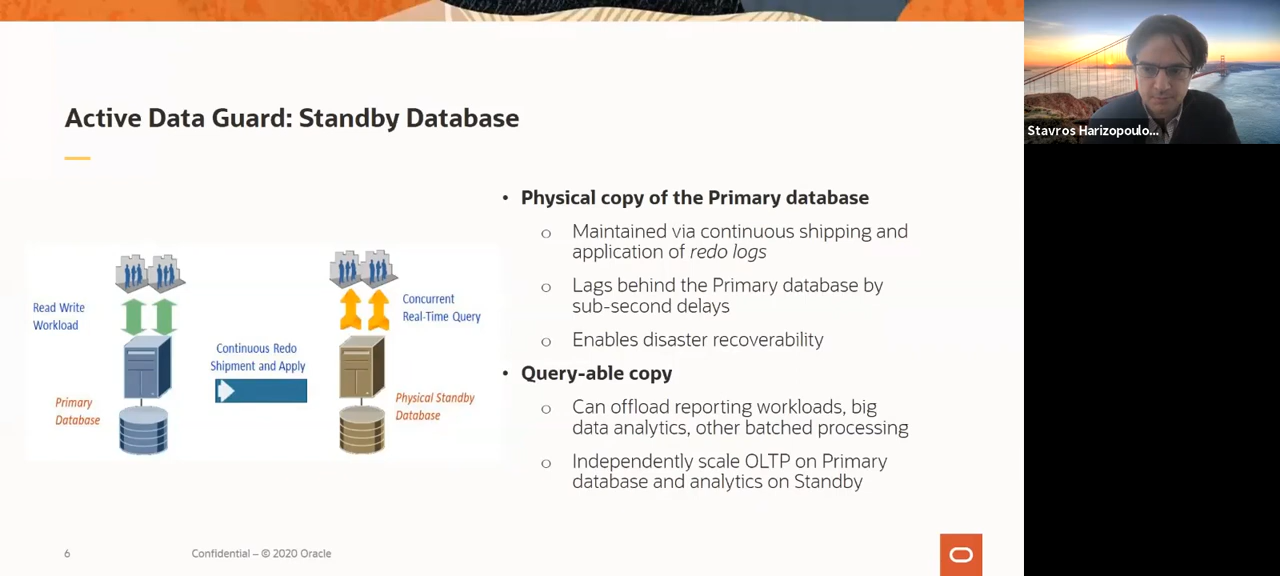 Active Data Guard: Standby Database
Read Write
Workload
Primary
Database
Continuous Redo
Shipment and Apply
Concurrent
Real-Time Query
Physical Standby
Database
• Physical copy of the Primary database
o Maintained via continuous shipping and
application of redo logs
o Lags behind the Primary database by
sub-second delays
o Enables disaster recoverability
• Query-able copy
o Can offload reporting workloads, big
data analytics, other batched processing
o Independently scale OLTP on Primary
database and analytics on Standby
6
Confidential – © 2020 Oracle
Stavros Harizopoulo...